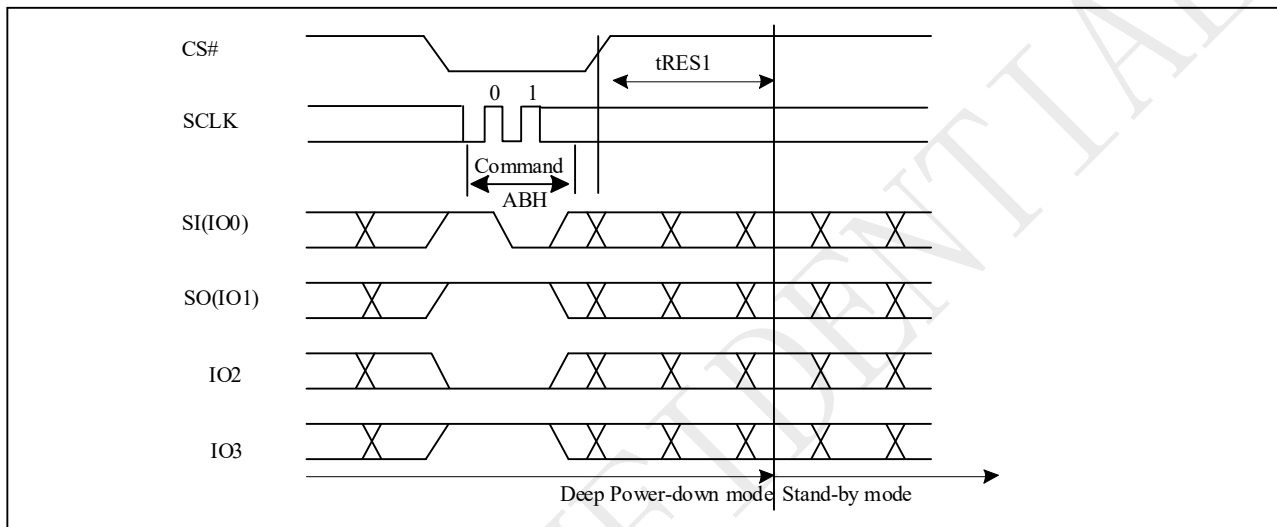 CS#
tRES1
0 1
SCLK
Command
ABH
SI(IO0)
SO(IO1)
IO2
IO3
Deep Power-down mode Stand-by mode
IDENTIAL